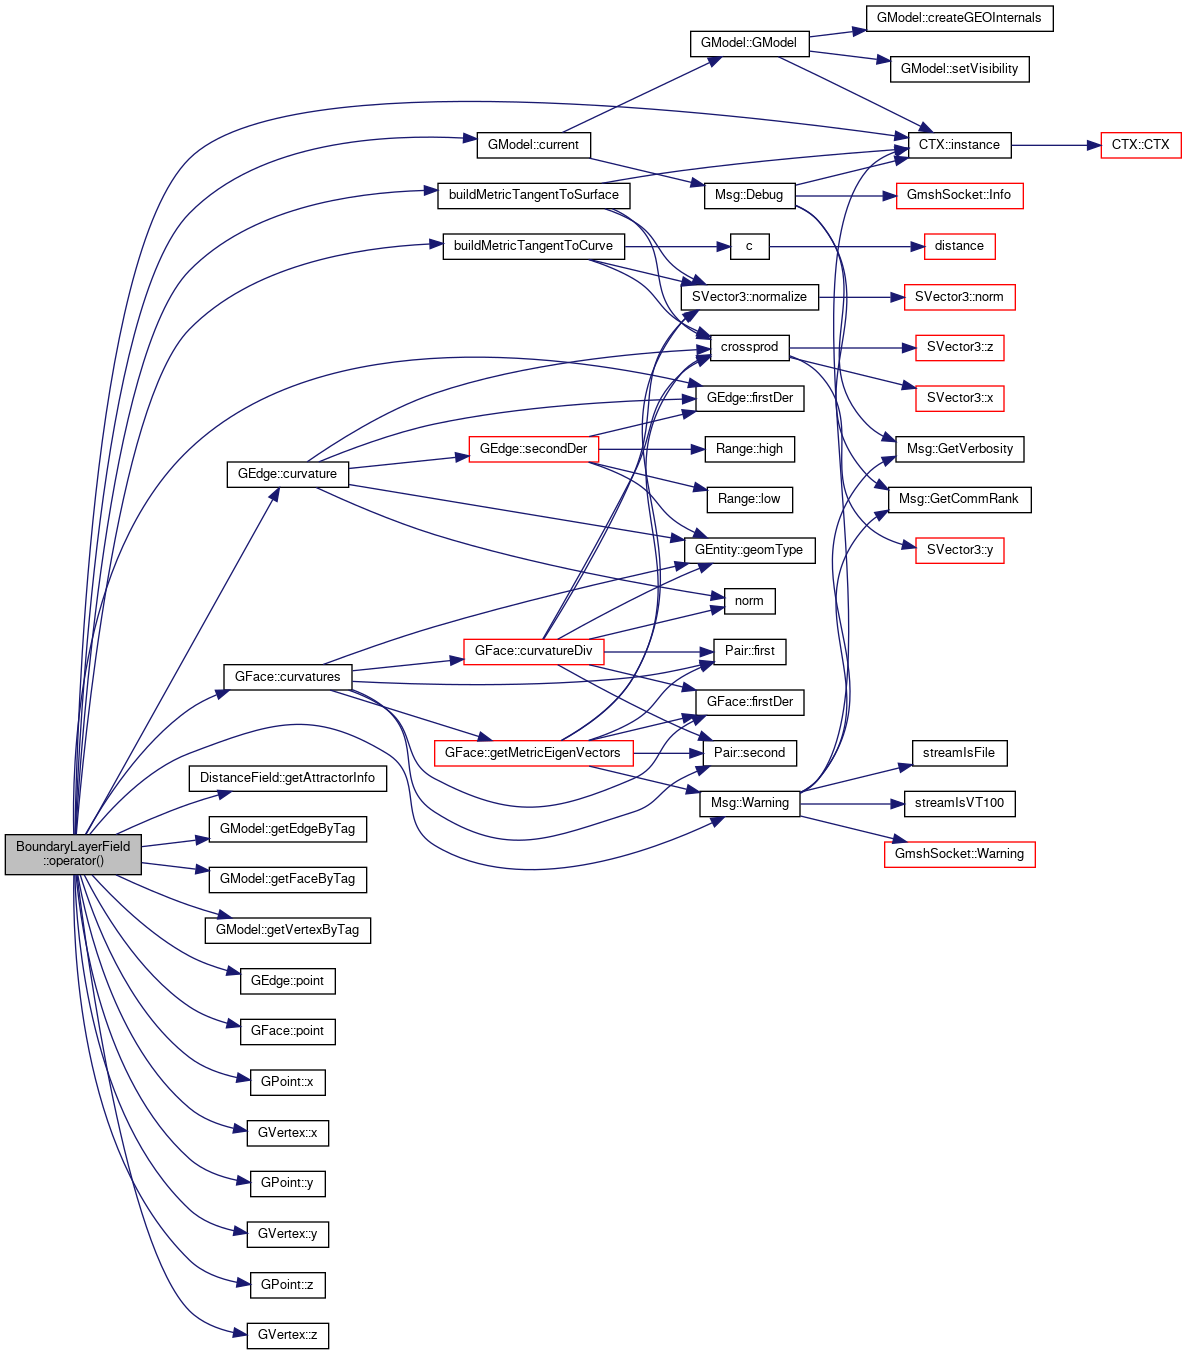 GModel::createGEOInternals
GModel::GModel
GModel::setVisibility
GModel::current
CTX::instance
CTX::CTX
buildMetricTangentToSurface
Msg::Debug
GmshSocket::Info
buildMetricTangentToCurve
c
distance
SVector3::normalize
SVector3::norm
crossprod
SVector3::z
GEdge::firstDer
SVector3::x
GEdge::secondDer
Range::high
Msg::GetVerbosity
GEdge::curvature
Range::low
Msg::GetCommRank
GEntity::geomType
SVector3::y
norm
GFace::curvatureDiv
Pair::first
GFace::curvatures
GFace::firstDer
GFace::getMetricEigenVectors
Pair::second
streamIsFile
DistanceField::getAttractorInfo
Msg::Warning
streamIsVT100
GModel::getEdgeByTag
BoundaryLayerField
::operator()
GmshSocket::Warning
GModel::getFaceByTag
GModel::getVertexByTag
GEdge::point
GFace::point
GPoint::x
GVertex::x
GPoint::y
GVertex::y
GPoint::z
GVertex::z